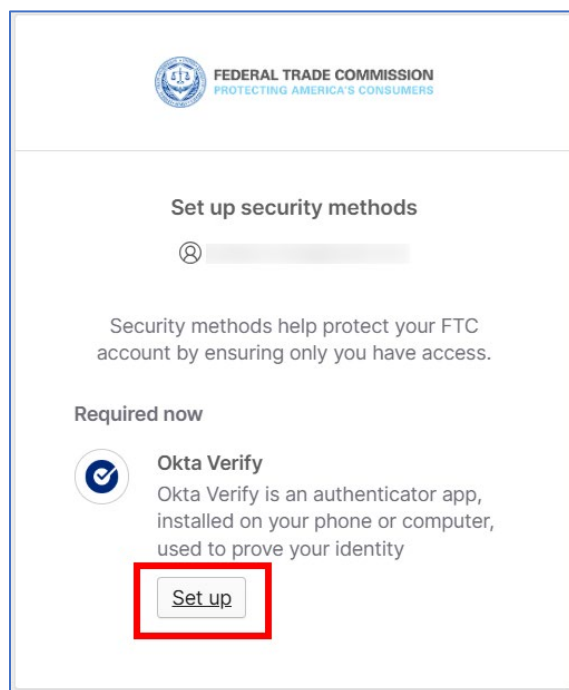 FEDERAL TRADE COMMISSION
PROTECTING AMERICA'S CONSUMERS
Set up security methods
Security methods help protect your FTC
account by ensuring only you have access.
Required now
Okta Verify
Okta Verify is an authenticator app,
installed on your phone or computer,
used to prove your identity
Set up